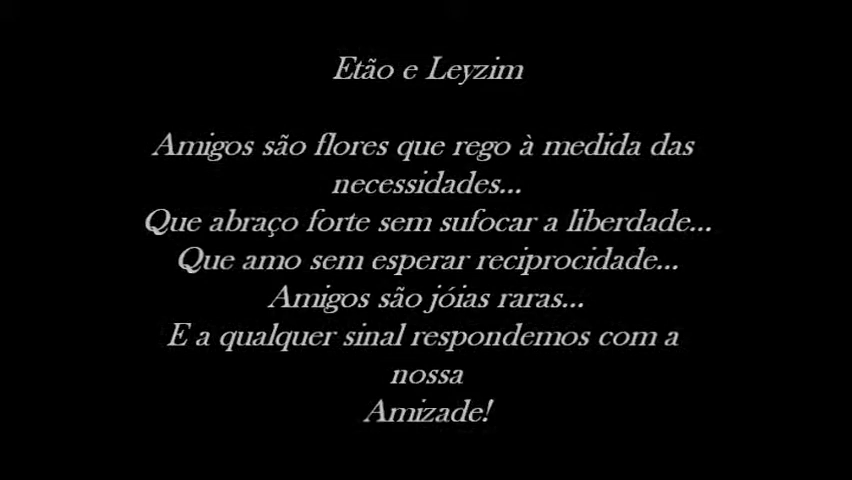 Etão e Leyzim
Amigos são flores que rego à medida das
necessidades...
Que abraço forte sem sufocar a liberdade...
Que amo sem esperar reciprocidade...
Amigos são jóias raras...
E a qualquer sinal respondemos com a
nossa
Amizade!